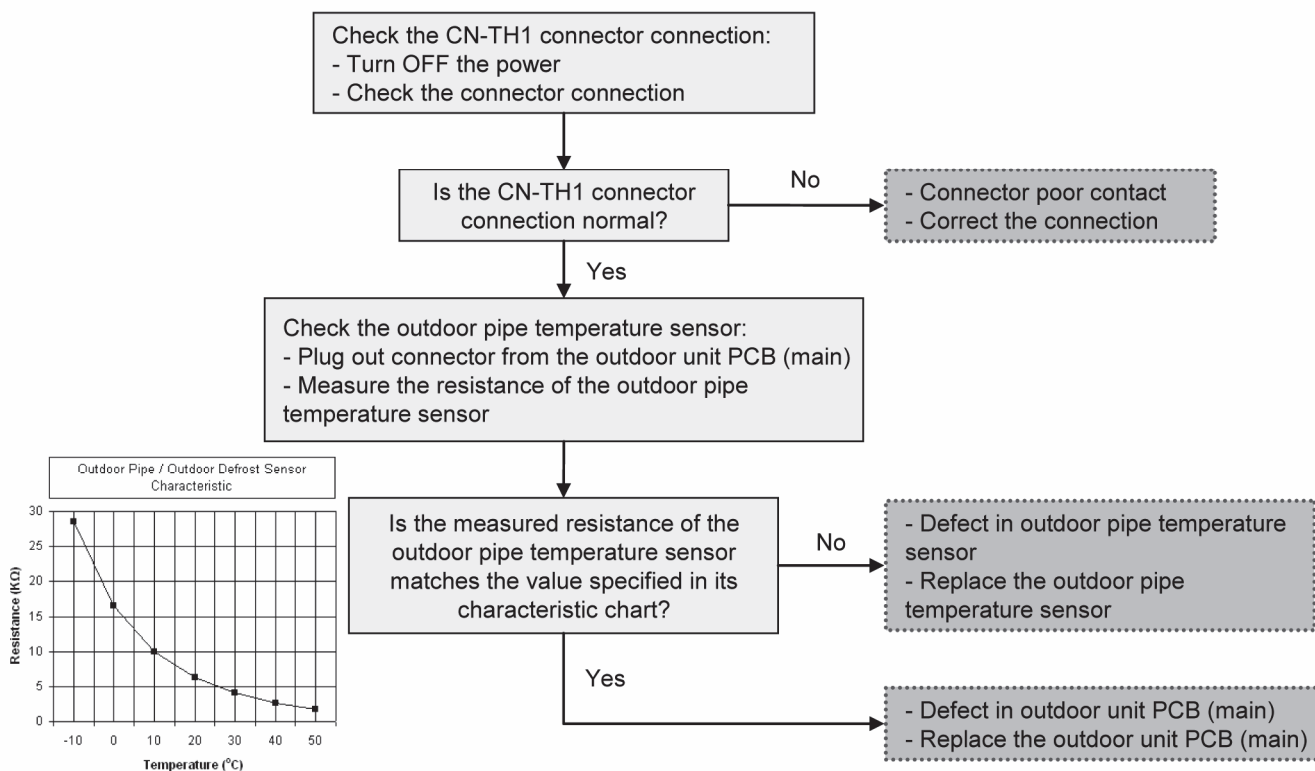 Check the CN-TH1 connector connection:
- Turn OFF the power
- Check the connector connection
Is the CN-TH1 connector
connection normal?
No
- Connector poor contact
- Correct the connection
Yes
Check the outdoor pipe temperature sensor:
- Plug out connector from the outdoor unit PCB (main)
- Measure the resistance of the outdoor pipe
temperature sensor
Outdoor Pipe / Outdoor Defrost Sensor
Characteristic
Resistance (KΩ)
30
25
20
15
10
5
0
-10 0 10 20 30 40 50
Temperature (°C)
Is the measured resistance of the
outdoor pipe temperature sensor
matches the value specified in its
characteristic chart?
No
- Defect in outdoor pipe temperature
sensor
- Replace the outdoor pipe
temperature sensor
Yes
- Defect in outdoor unit PCB (main)
- Replace the outdoor unit PCB (main)